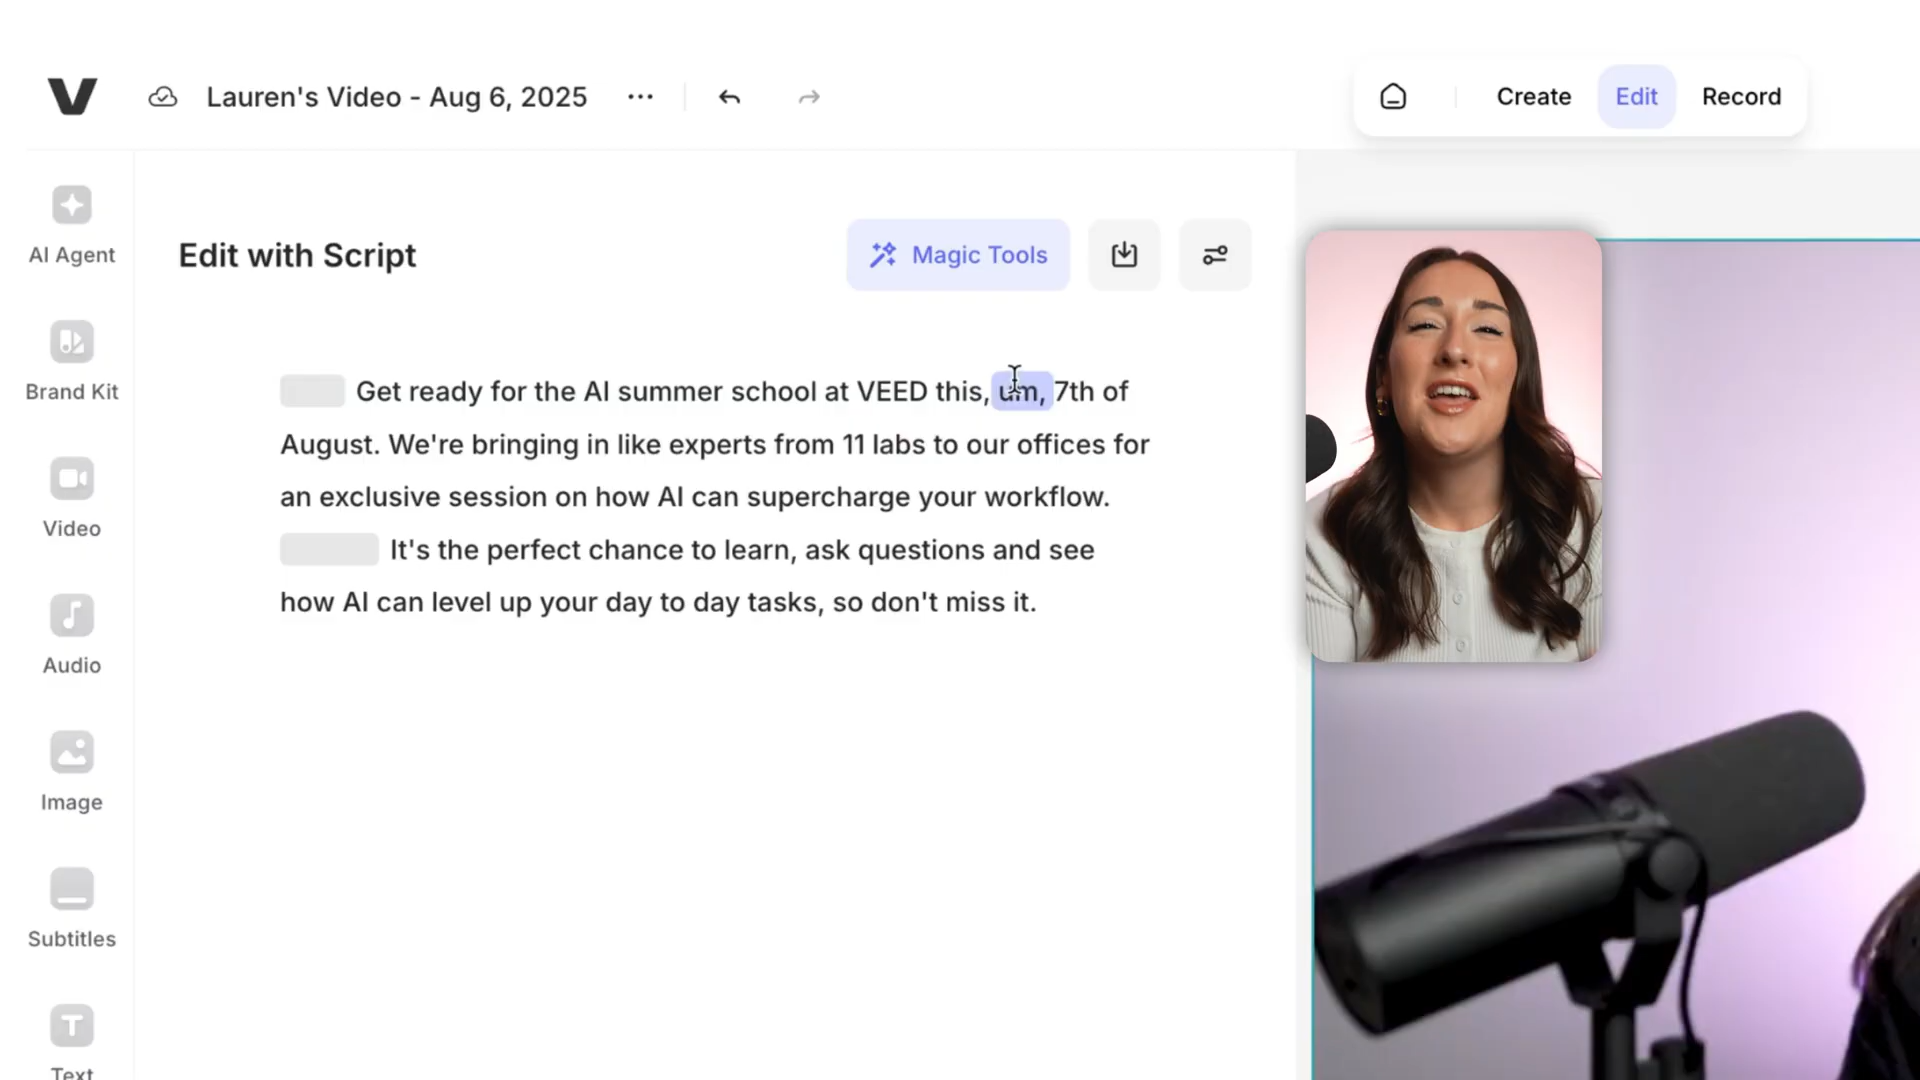 V Lauren's Video - Aug 6, 2025 ...
Create Edit Record
AI Agent
Brand Kit
Video
Audio
Image
Subtitles
Text
Edit with Script
Magic Tools
Get ready for the AI summer school at VEED this, um, 7th of
August. We're bringing in like experts from 11 labs to our offices for
an exclusive session on how AI can supercharge your workflow.
It's the perfect chance to learn, ask questions and see
how AI can level up your day to day tasks, so don't miss it.